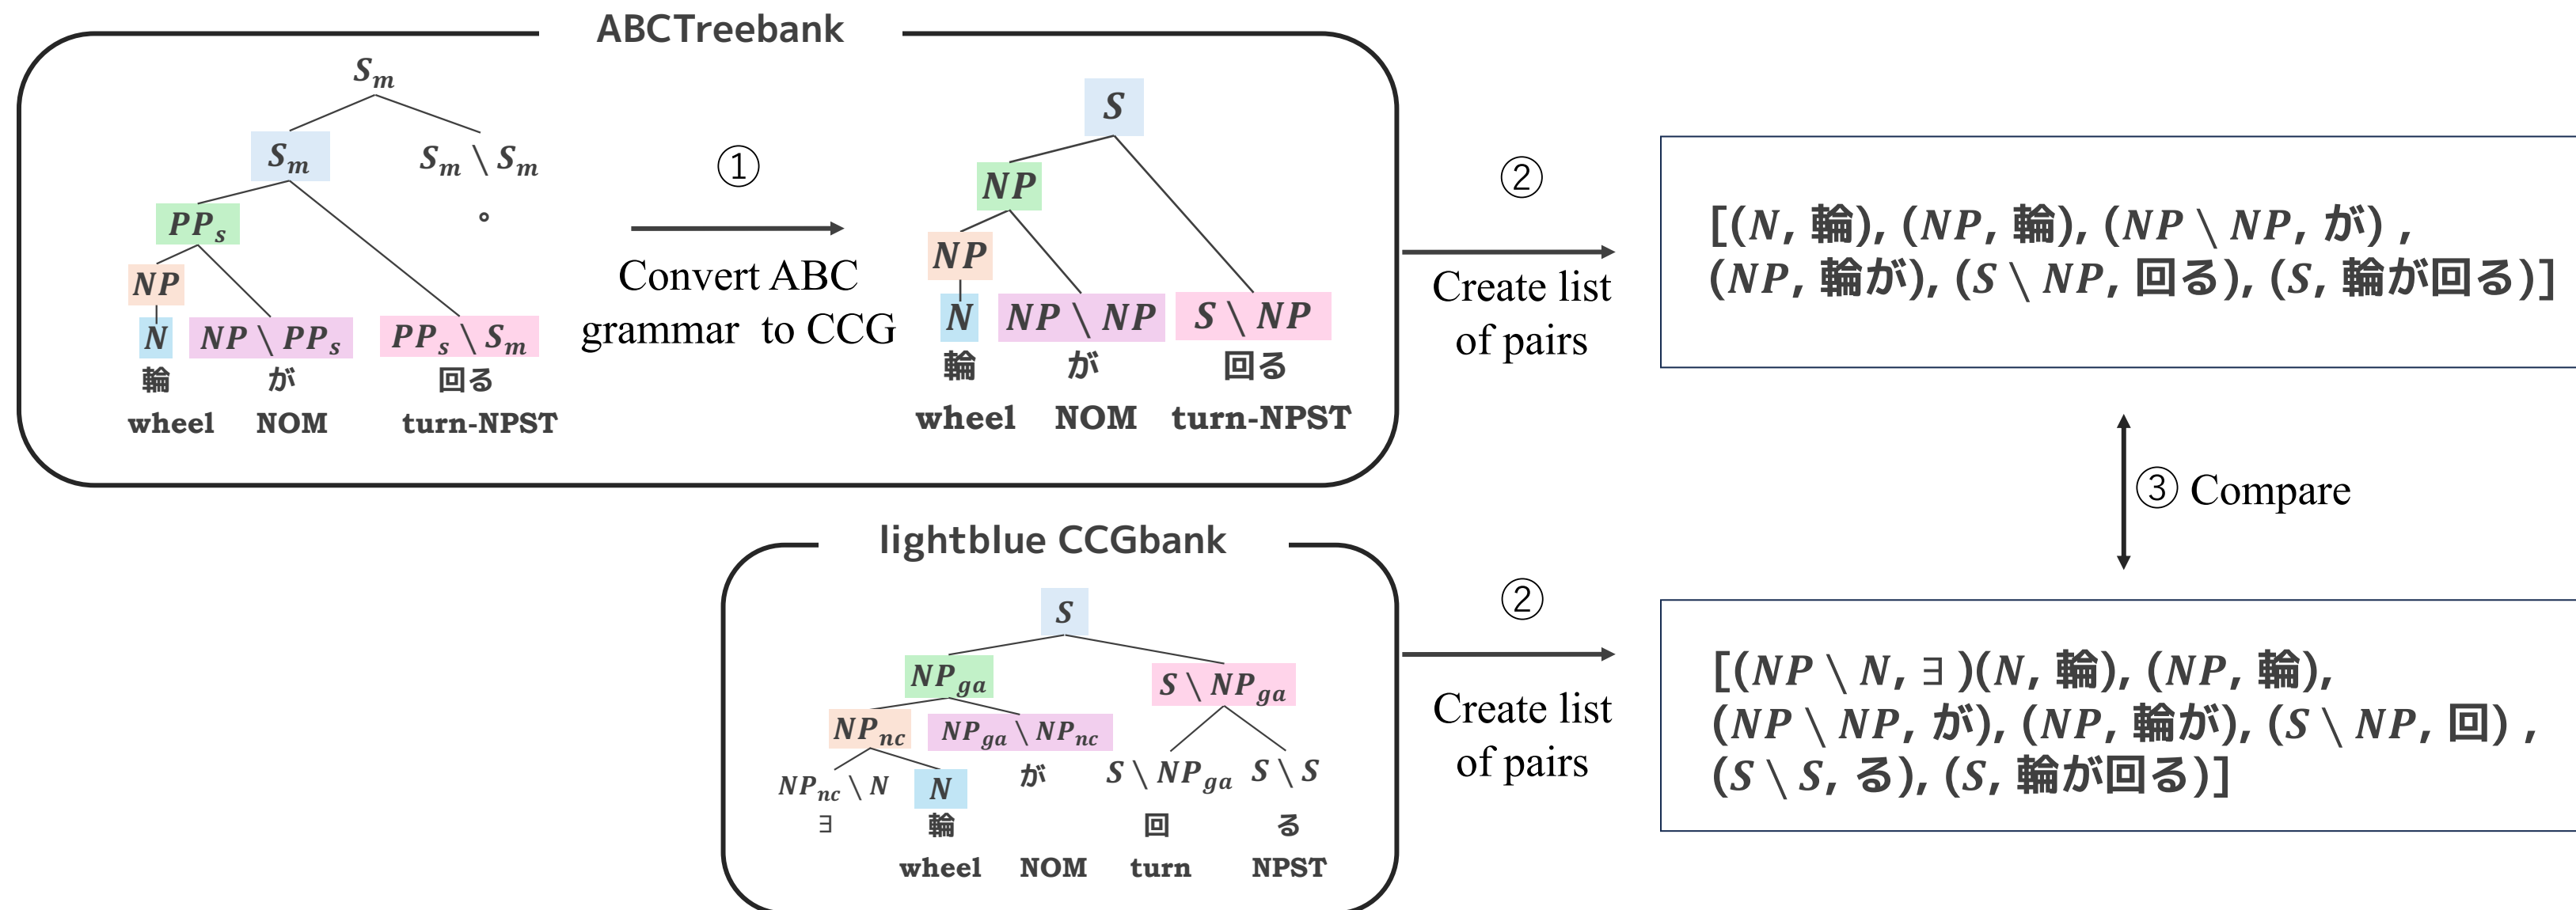 ABCTreebank
S_m
S_m
S_m \ S_m
PP_s
。
NP
N
NP \ PP_s
PP_s \ S_m
輪 が 回る
wheel NOM turn-NPST
①
Convert ABC
grammar to CCG
S
NP
NP
N
NP \ NP
S \ NP
輪 が 回る
wheel NOM turn-NPST
②
Create list
of pairs
[(N, 輪), (NP, 輪), (NP \ NP, が) ,
(NP, 輪が), (S \ NP, 回る), (S, 輪が回る)]
③ Compare
lightblue CCGbank
S
NP_ga
S \ NP_ga
NP_nc
NP_ga \ NP_nc
が
NP_nc \ N
N
S \ NP_ga
S \ S
∃ 輪 回 る
wheel NOM turn NPST
②
Create list
of pairs
[(NP \ N, ∃ )(N, 輪), (NP, 輪),
(NP \ NP, が), (NP, 輪が), (S \ NP, 回) ,
(S \ S, る), (S, 輪が回る)]